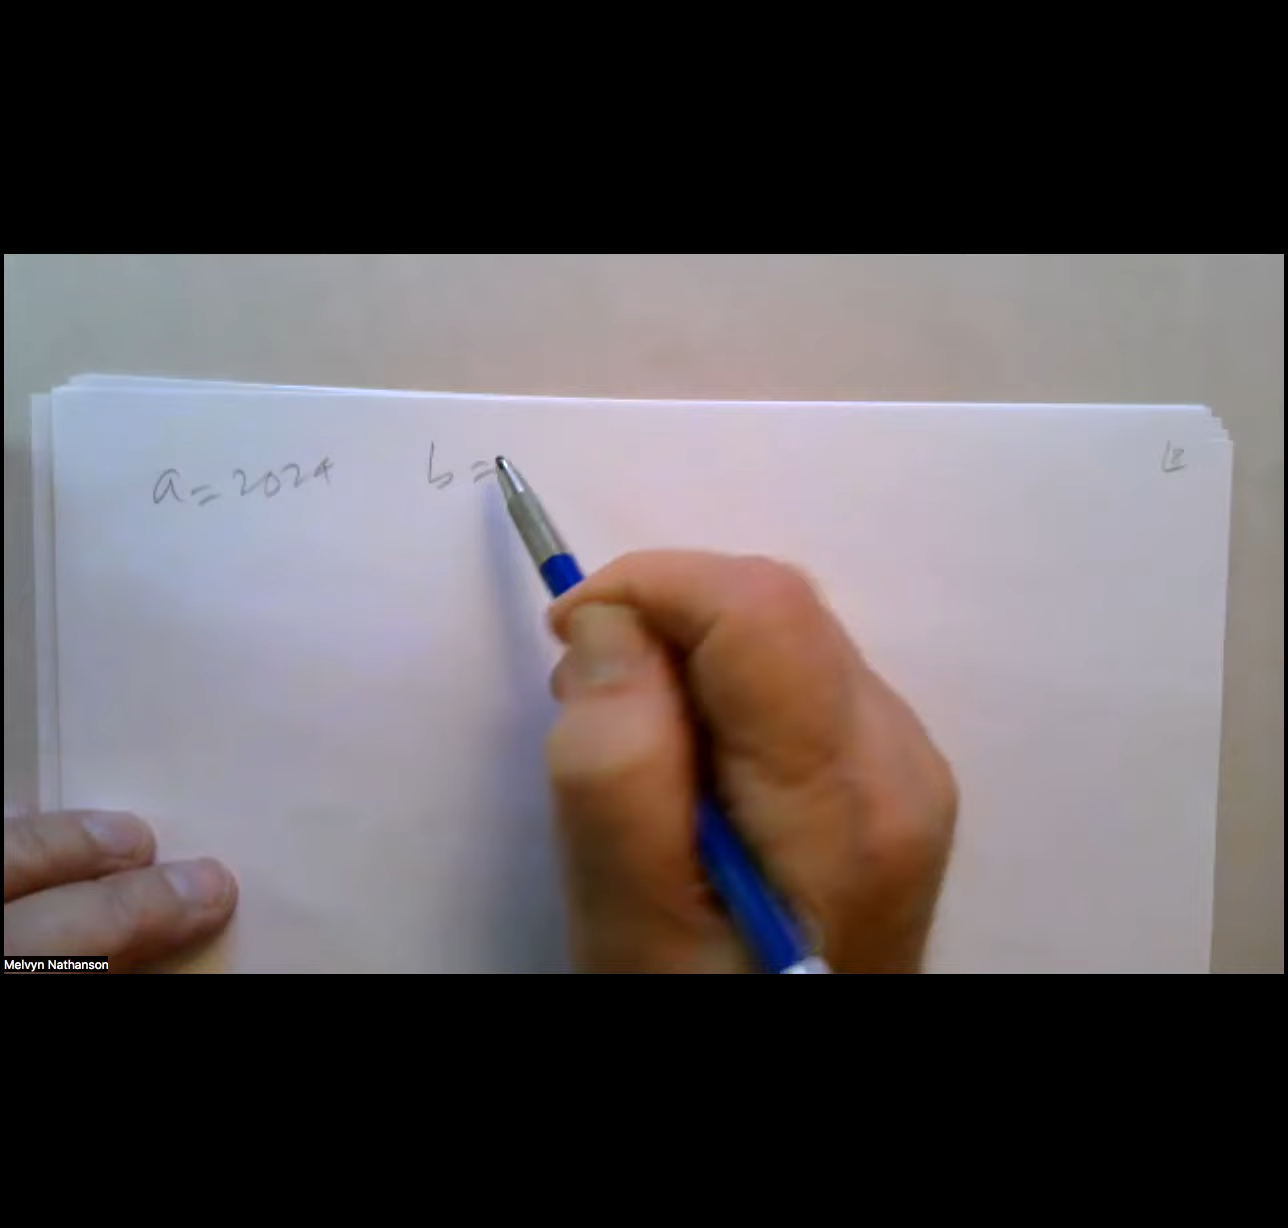 a = 2024 b =
Melvyn Nathanson